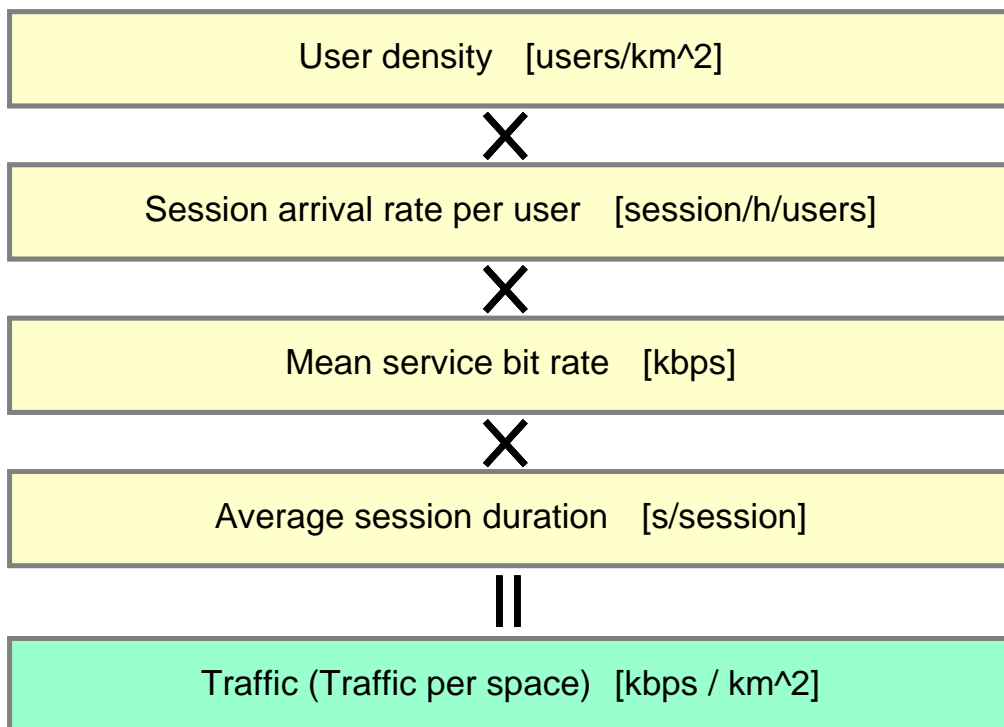 User density [users/km^2]
×
Session arrival rate per user [session/h/users]
×
Mean service bit rate [kbps]
×
Average session duration [s/session]
||
Traffic (Traffic per space) [kbps / km^2]